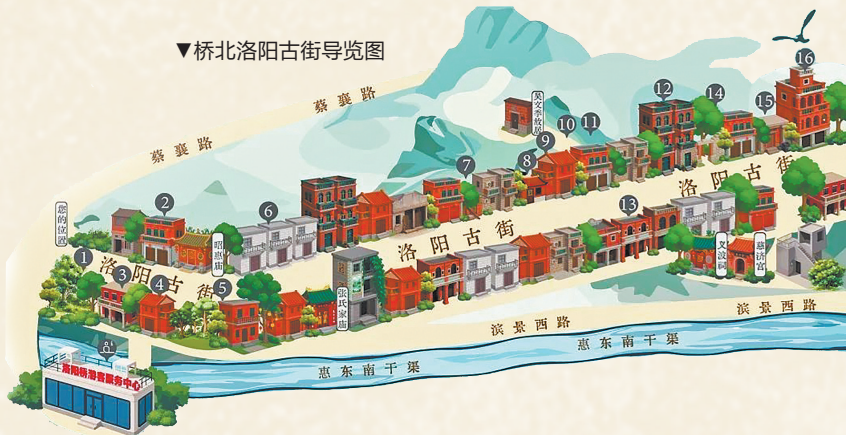 ▼桥北洛阳古街导览图
蔡襄路
蔡襄路
您的位置
1
2
3
4
5
6
7
8
9
10
11
12
13
14
15
16
昭惠庙
吴文季故居
张氏家庙
义波祠
慈济宫
洛阳古街
洛阳古街
洛阳古街
滨景西路
滨景西路
惠东南干渠
惠东南干渠
洛阳桥游客服务中心